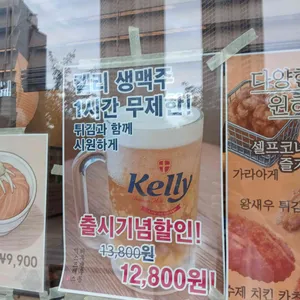 켈리 생맥주
1시간 무제한!
튀김과 함께
시원하게
Kelly
출시기념할인!
13,800원
12,800원!
₩9,900
다양한
셀프코너
즐기
가라아게
왕새우 튀김
수제 치킨